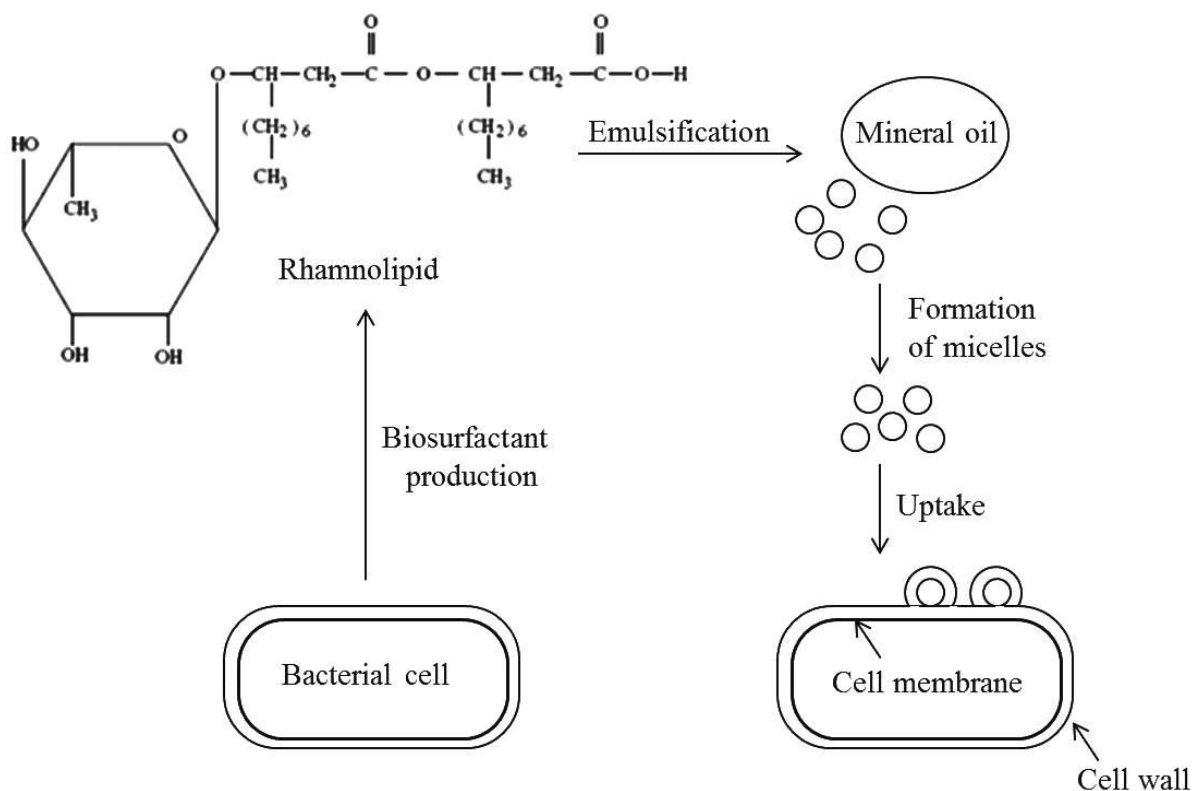 O O
O—CH—CH₂—C—O—CH—CH₂—C—O—H
(CH₂)₆ (CH₂)₆
CH₃ CH₃
HO
O
CH₃
OH OH
Rhamnolipid
Emulsification
Mineral oil
Formation
of micelles
Biosurfactant
production
Uptake
Bacterial cell
Cell membrane
Cell wall